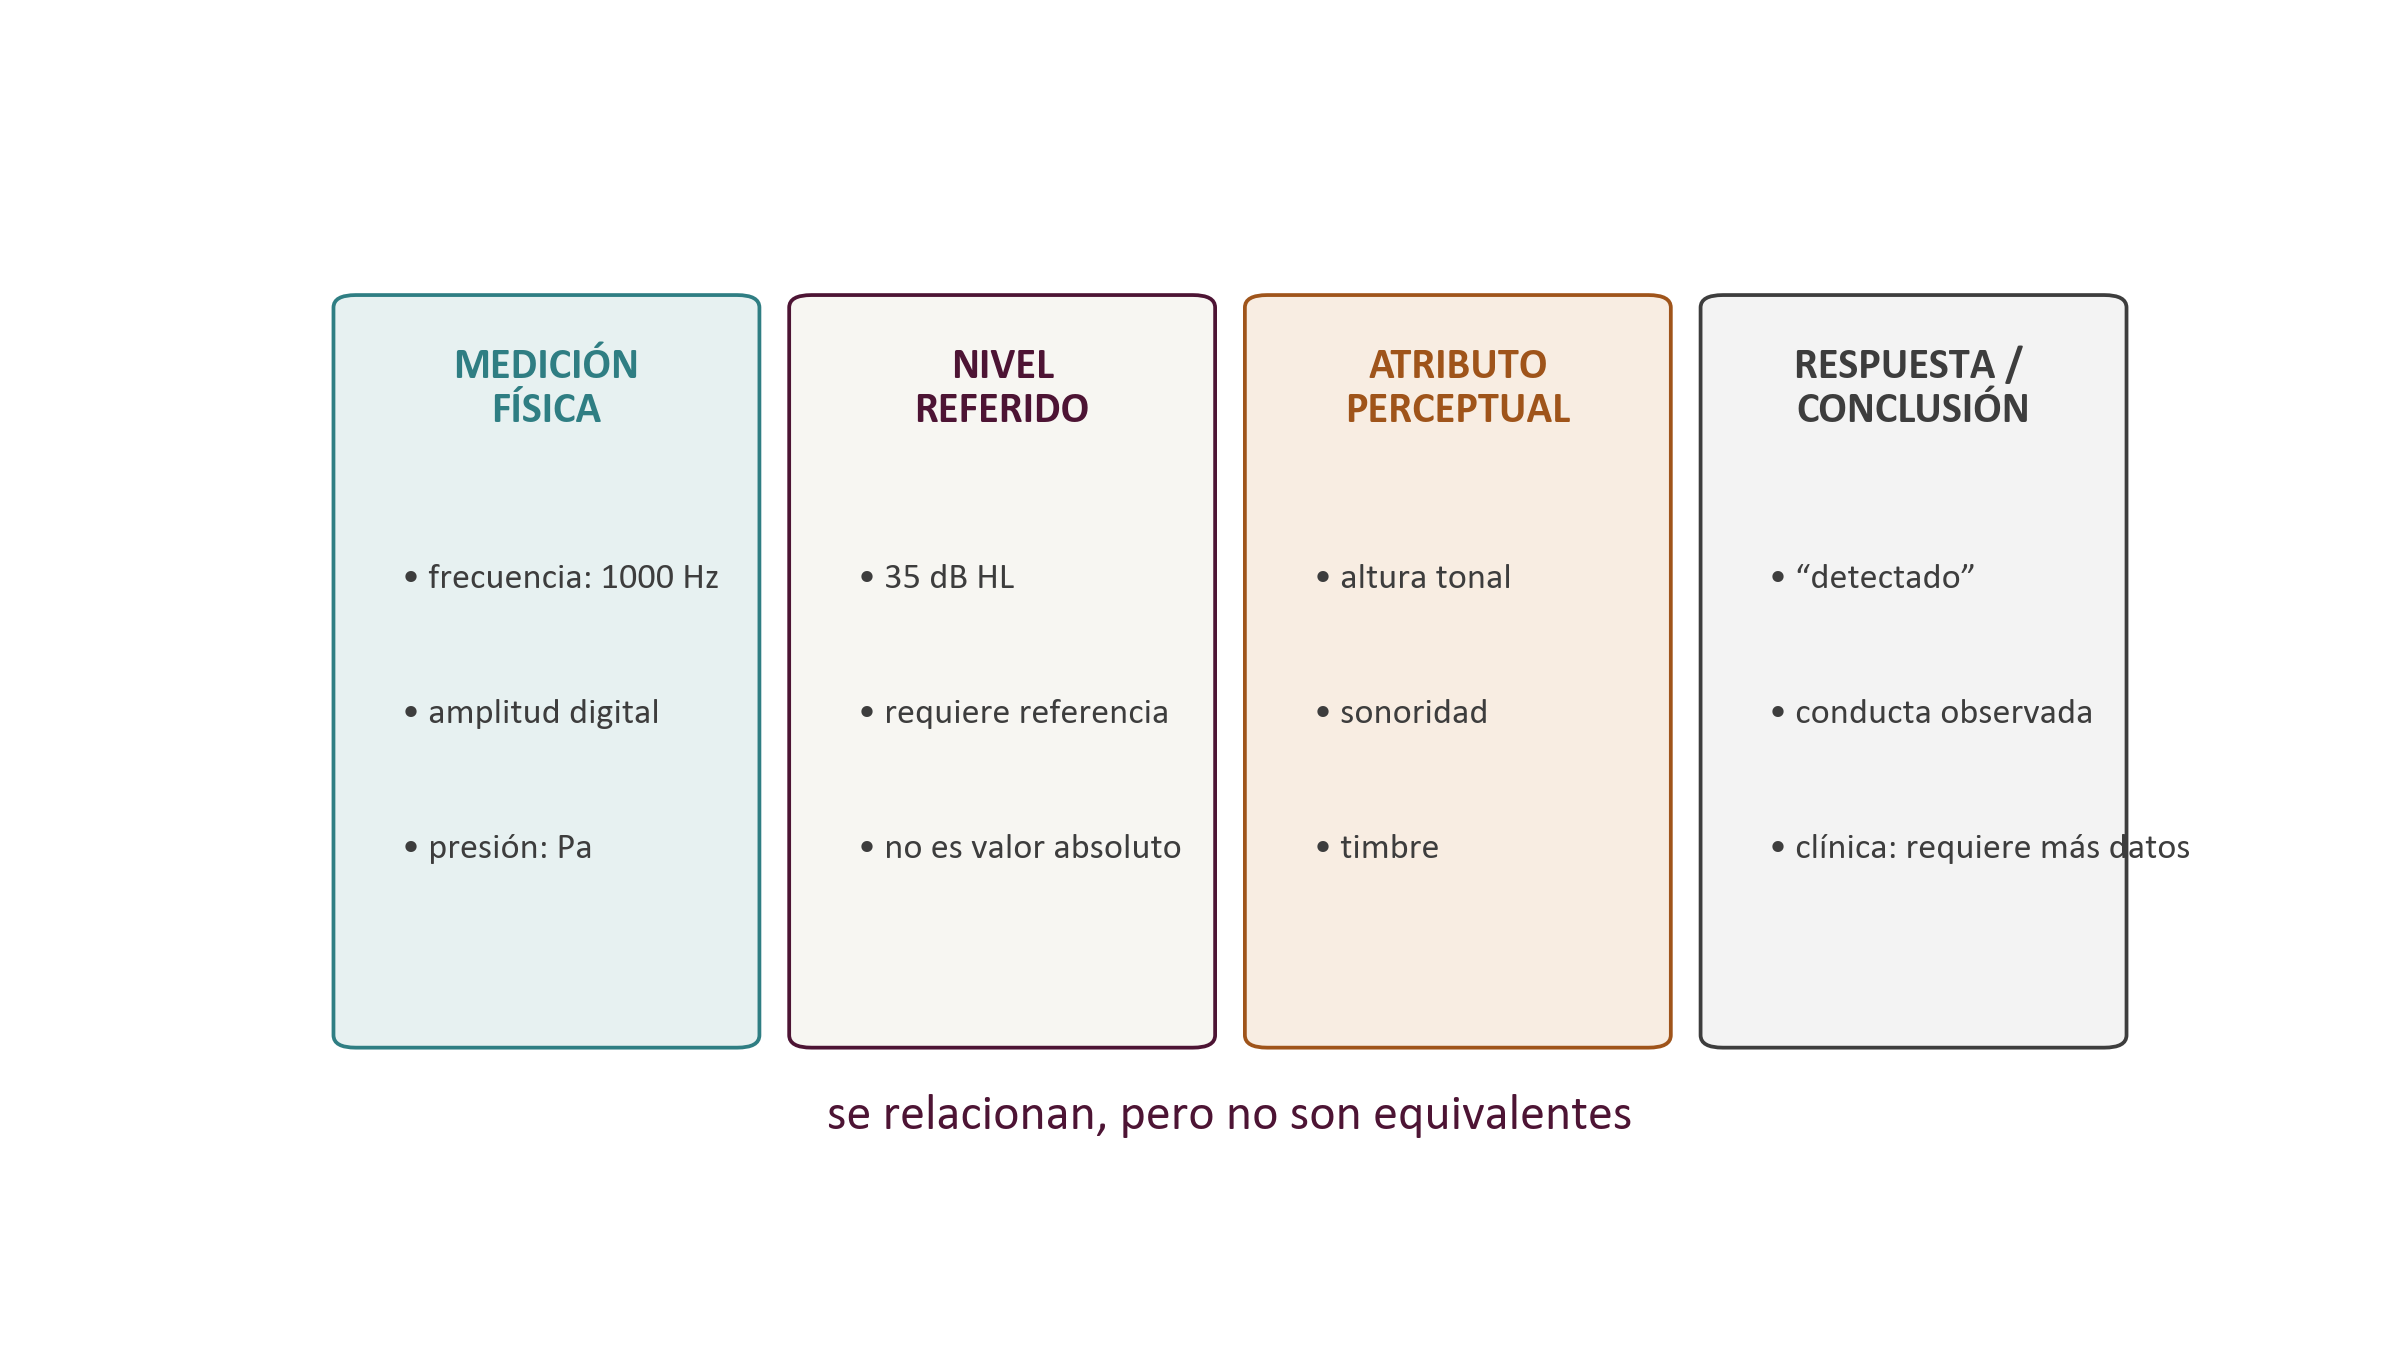 MEDICIÓN
FÍSICA
• frecuencia: 1000 Hz
• amplitud digital
• presión: Pa
NIVEL
REFERIDO
• 35 dB HL
• requiere referencia
• no es valor absoluto
ATRIBUTO
PERCEPTUAL
• altura tonal
• sonoridad
• timbre
RESPUESTA /
CONCLUSIÓN
• “detectado”
• conducta observada
• clínica: requiere más datos
se relacionan, pero no son equivalentes